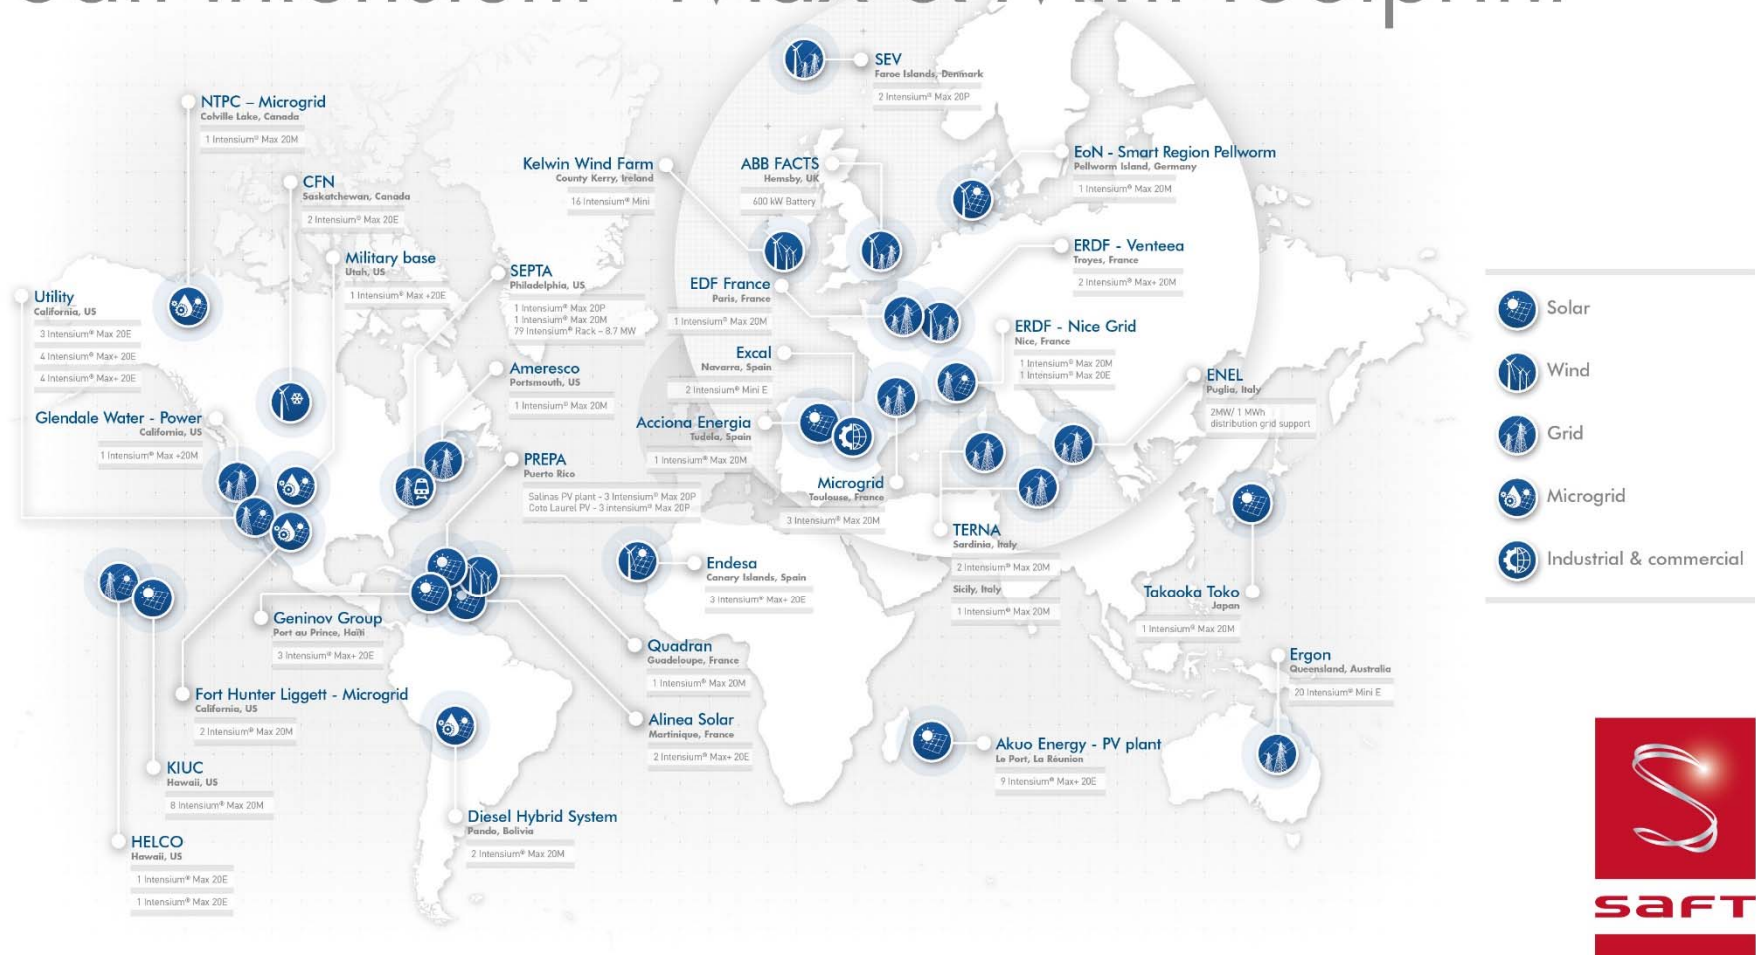 Saft Intensium® Max & Mini footprint
SEV
Faroe Islands, Denmark
2 Intensium® Max 20P
NTPC – Microgrid
Colville Lake, Canada
1 Intensium® Max 20M
CFN
Saskatchewan, Canada
2 Intensium® Max 20E
Kelwin Wind Farm
County Kerry, Ireland
16 Intensium® Mini
ABB FACTS
Hemsby, UK
600 kW Battery
EoN - Smart Region Pellworm
Pellworm Island, Germany
1 Intensium® Max 20M
Military base
Utah, US
1 Intensium® Max +20E
SEPTA
Philadelphia, US
1 Intensium® Max 20P
1 Intensium® Max 20M
79 Intensium® Rack – 8.7 MW
EDF France
Paris, France
1 Intensium® Max 20M
ERDF - Venteea
Troyes, France
2 Intensium® Max+ 20M
Utility
California, US
3 Intensium® Max 20E
4 Intensium® Max+ 20E
4 Intensium® Max+ 20E
ERDF - Nice Grid
Nice, France
1 Intensium® Max 20M
1 Intensium® Max 20E
Excal
Navarra, Spain
2 Intensium® Mini E
Ameresco
Portsmouth, US
1 Intensium® Max 20M
ENEL
Puglia, Italy
2MW/ 1 MWh
distribution grid support
Glendale Water - Power
California, US
1 Intensium® Max +20M
Acciona Energia
Tudela, Spain
1 Intensium® Max 20M
PREPA
Puerto Rico
Salinas PV plant - 3 Intensium® Max 20P
Coto Laurel PV - 3 intensium® Max 20P
Microgrid
Toulouse, France
3 Intensium® Max 20M
TERNA
Sardinia, Italy
2 Intensium® Max 20M
Sicily, Italy
1 Intensium® Max 20M
Endesa
Canary Islands, Spain
3 Intensium® Max+ 20E
Takaoka Toko
Japan
1 Intensium® Max 20M
Geninov Group
Port au Prince, Haïti
3 Intensium® Max+ 20E
Quadran
Guadeloupe, France
1 Intensium® Max 20M
Ergon
Queensland, Australia
20 Intensium® Mini E
Fort Hunter Liggett - Microgrid
California, US
2 Intensium® Max 20M
Alinea Solar
Martinique, France
2 Intensium® Max+ 20E
Akuo Energy - PV plant
Le Port, La Réunion
9 Intensium® Max+ 20E
KIUC
Hawaii, US
8 Intensium® Max 20M
Diesel Hybrid System
Pando, Bolivia
2 Intensium® Max 20M
HELCO
Hawaii, US
1 Intensium® Max 20E
1 Intensium® Max 20E
Solar
Wind
Grid
Microgrid
Industrial & commercial
SAFT